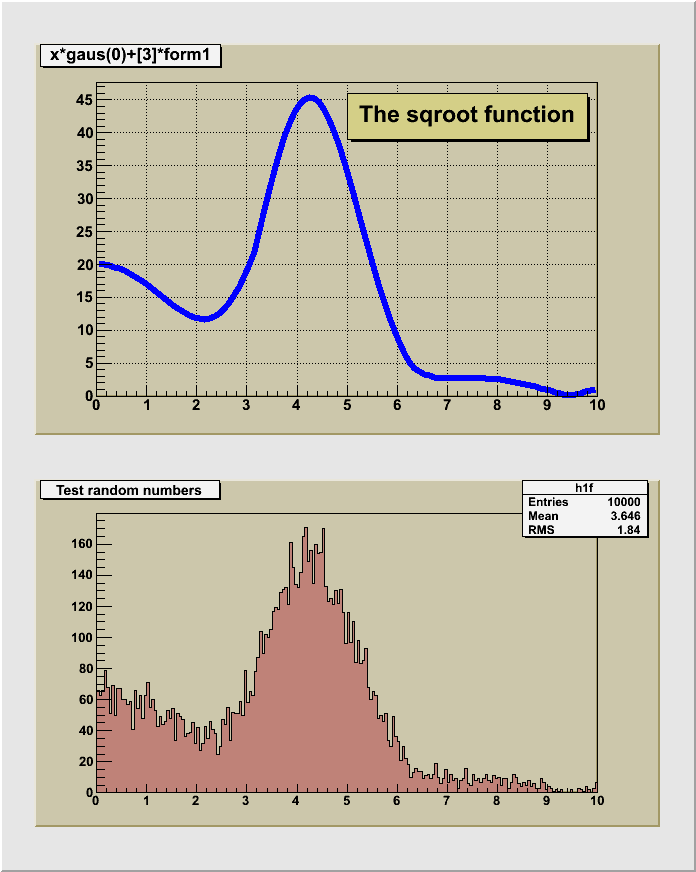 x*gaus(0)+[3]*form1
The sqroot function
45
40
35
30
25
20
15
10
5
0
0 1 2 3 4 5 6 7 8 9 10
Test random numbers
h1f
Entries 10000
Mean 3.646
RMS 1.84
160
140
120
100
80
60
40
20
0
0 1 2 3 4 5 6 7 8 9 10